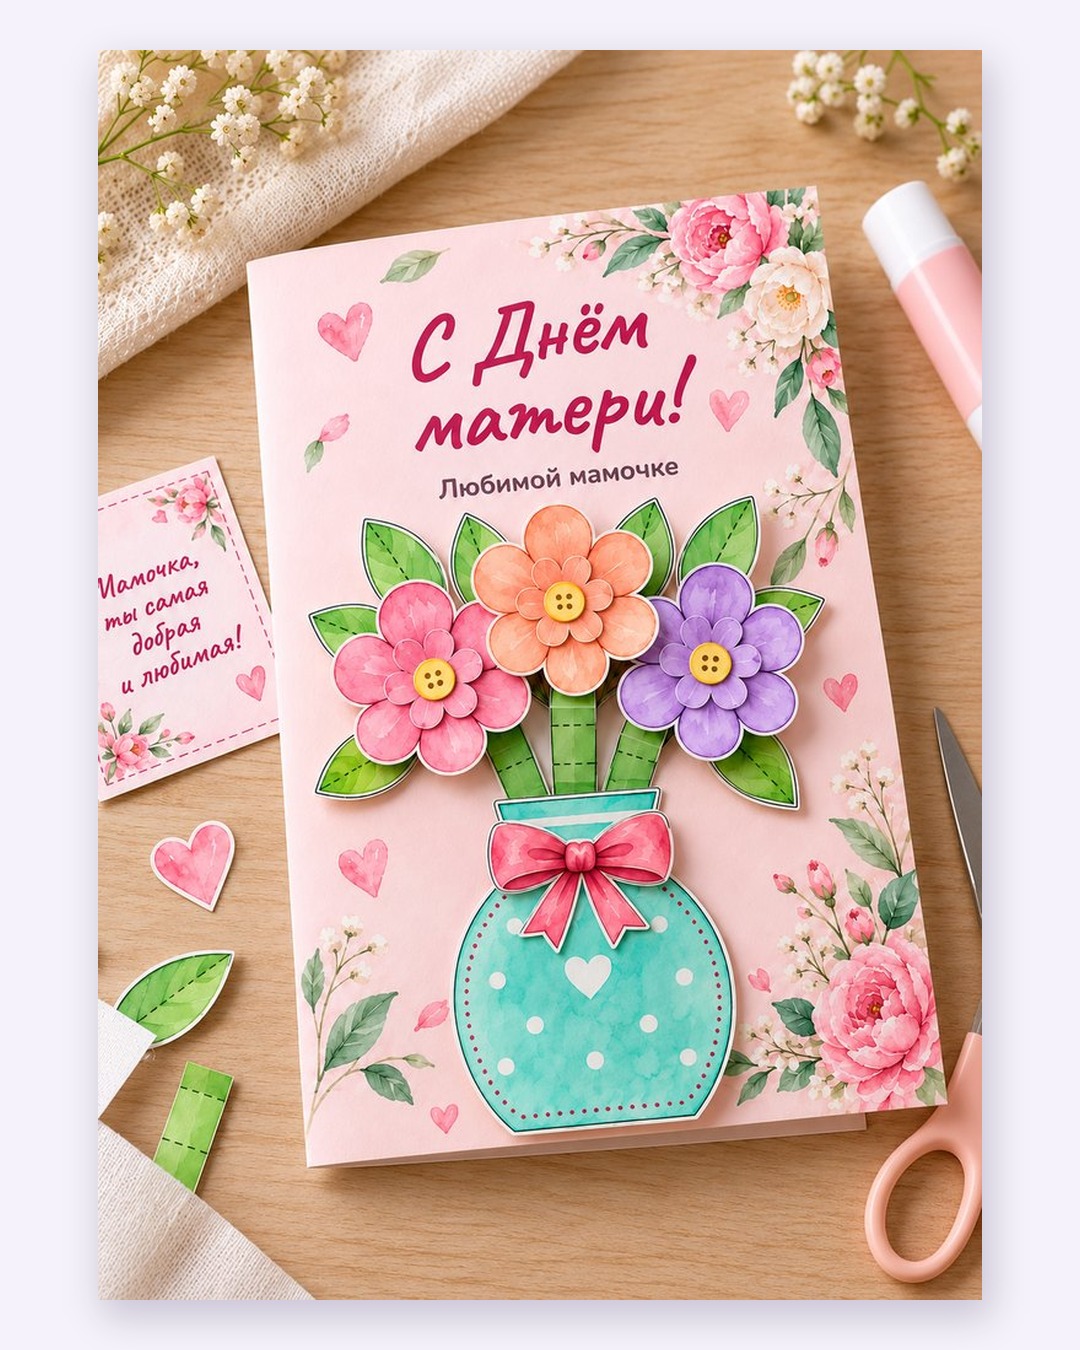 С Днём
матери!
Любимой мамочке
Мамочка,
ты самая
добрая
и любимая!